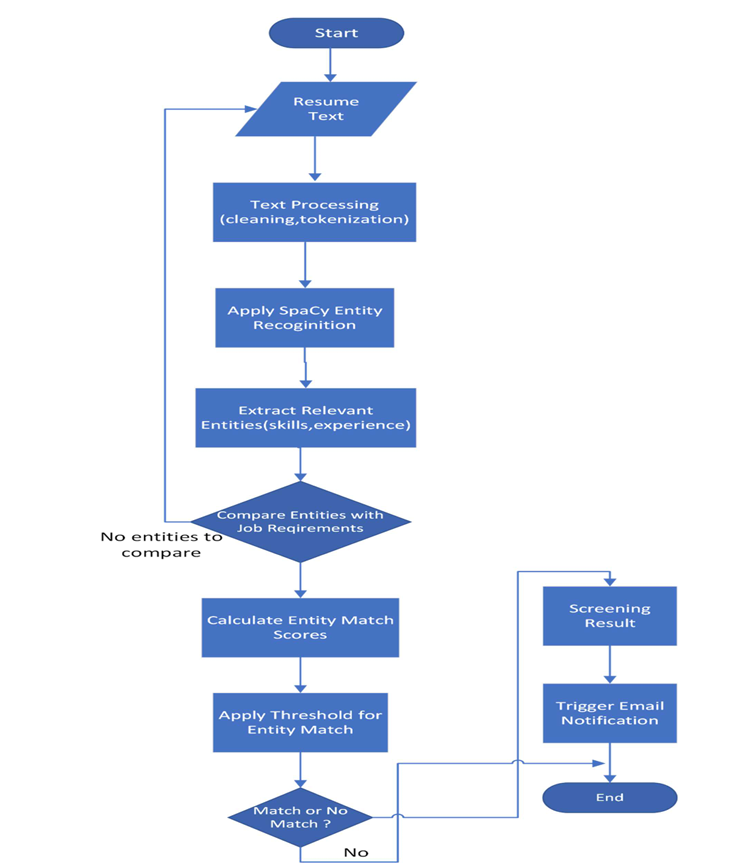 Start
Resume
Text
Text Processing
(cleaning,tokenization)
Apply SpaCy Entity
Recoginition
Extract Relevant
Entities(skills,experience)
Compare Entities with
Job Reqirements
No entities to
compare
Calculate Entity Match
Scores
Apply Threshold for
Entity Match
Match or No
Match ?
No
Screening
Result
Trigger Email
Notification
End